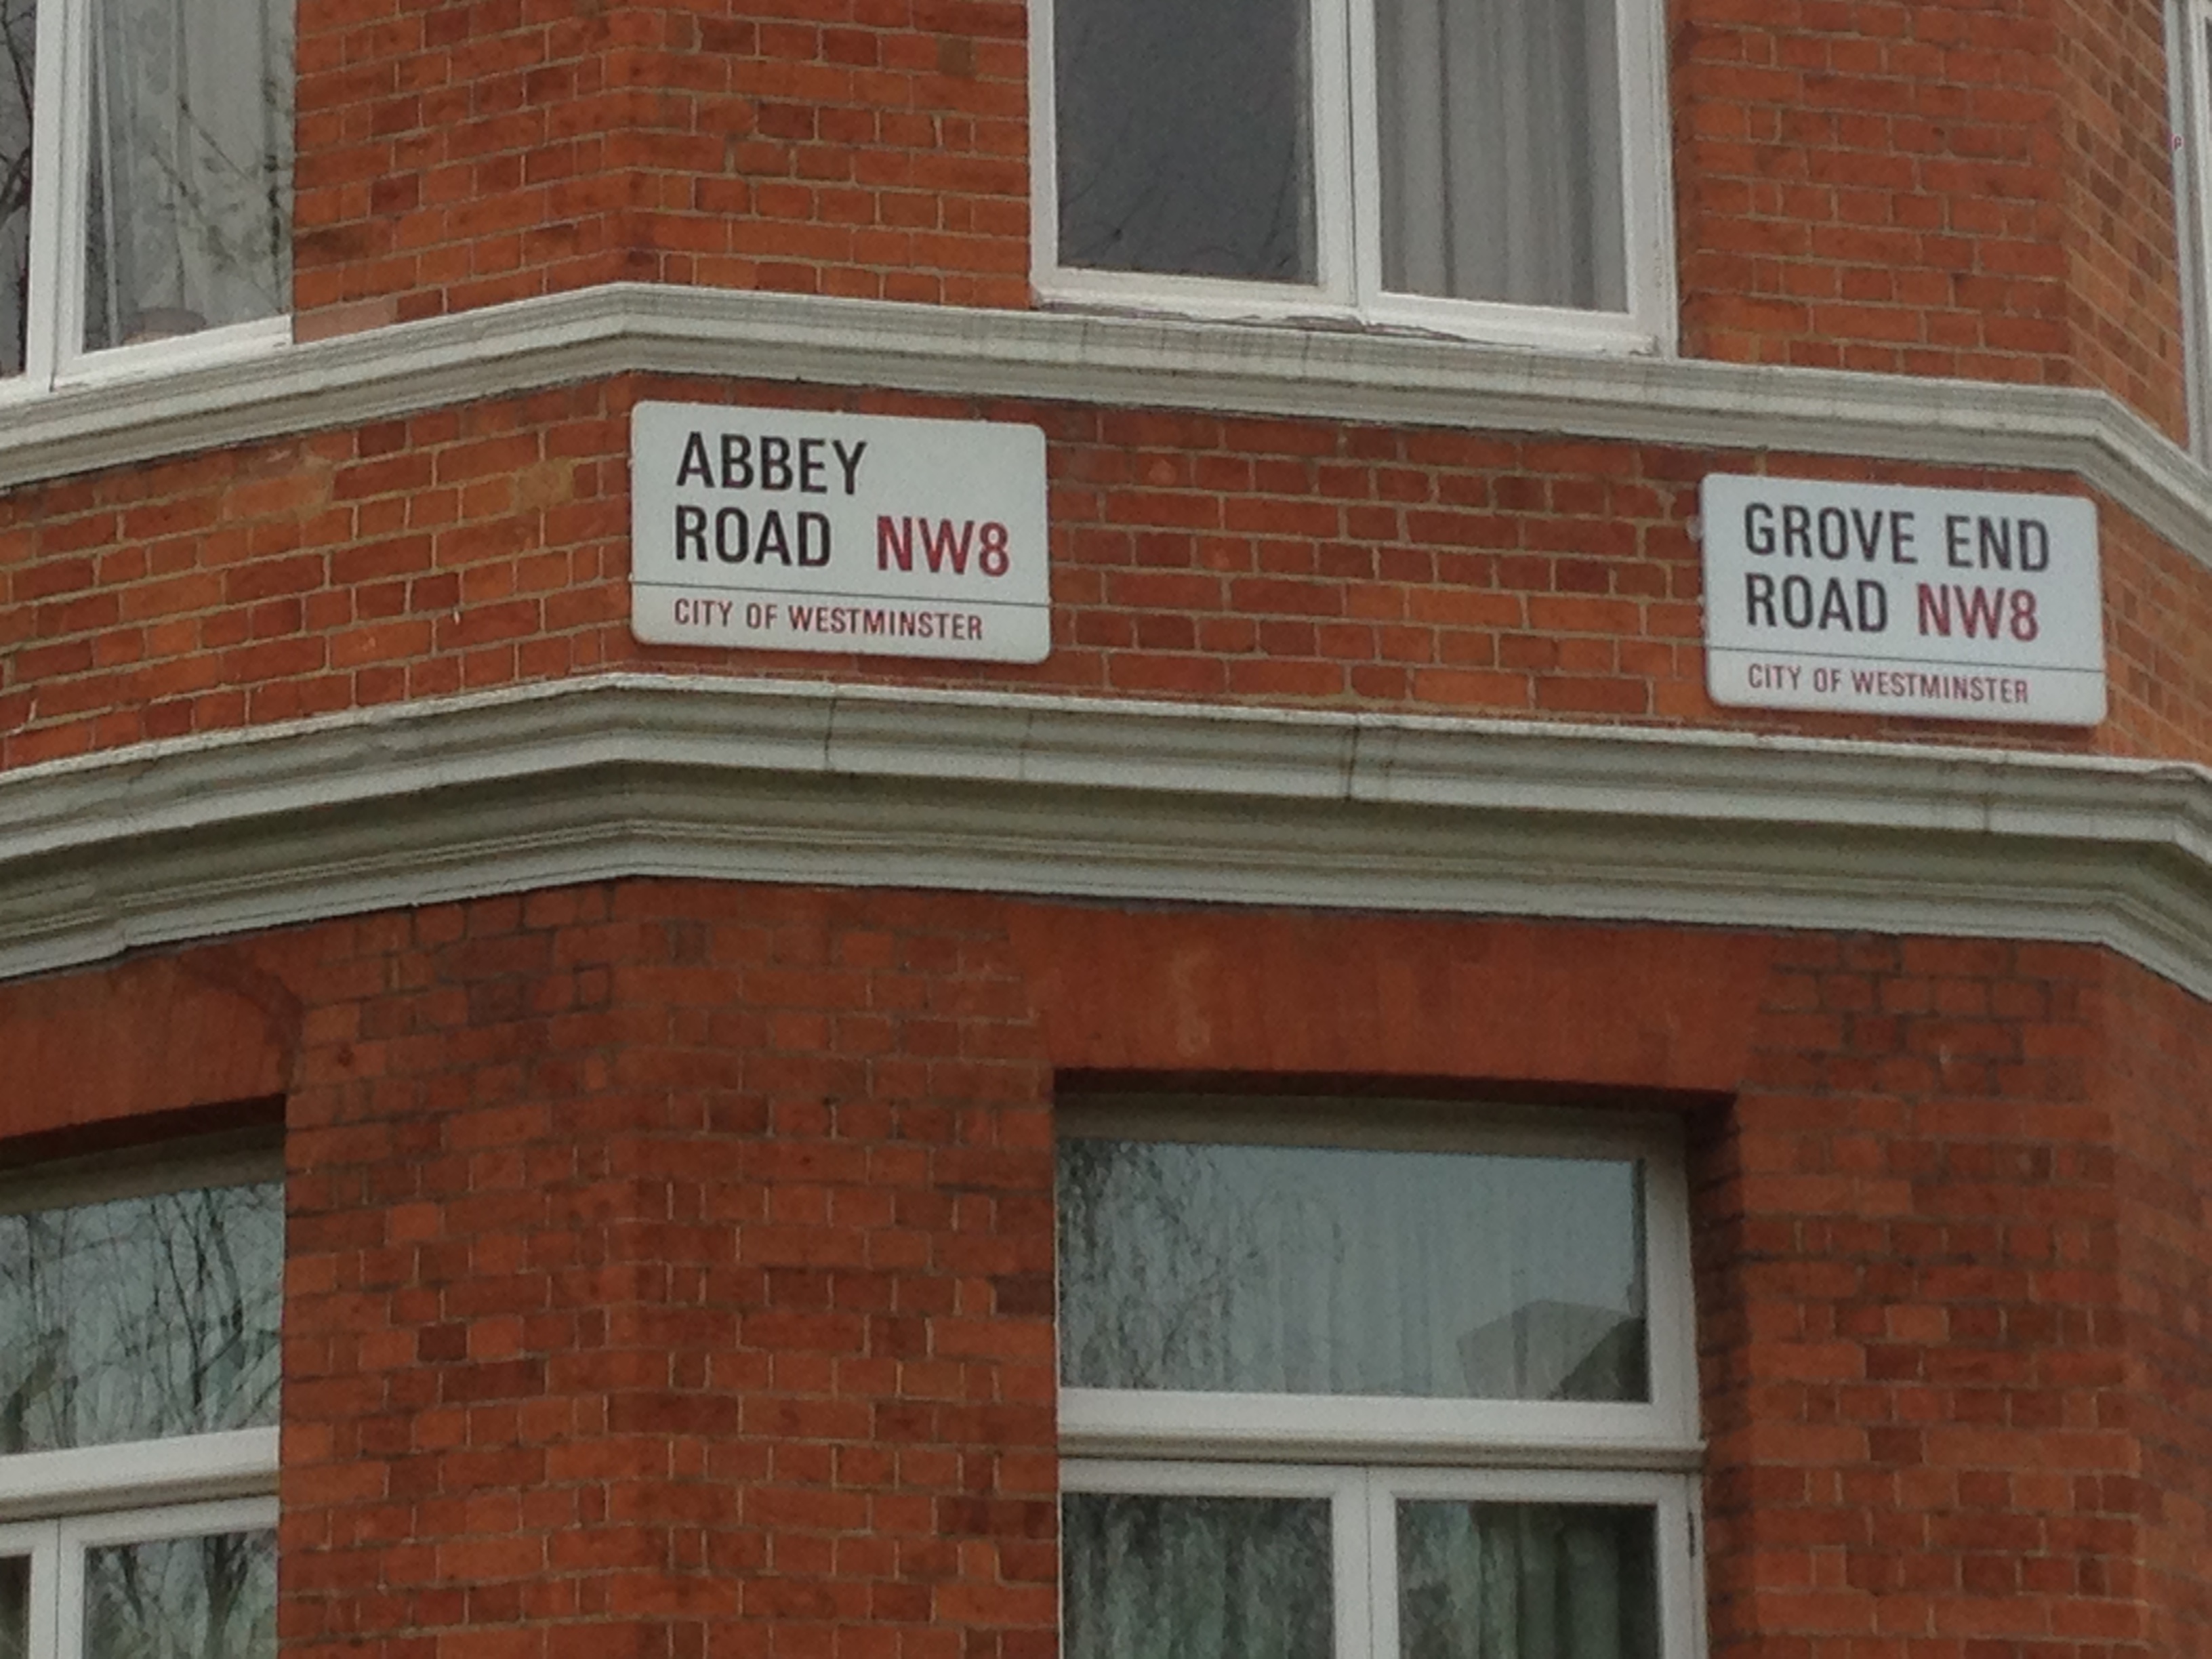 ABBEY
ROAD NW8
CITY OF WESTMINSTER
GROVE END
ROAD NW8
CITY OF WESTMINSTER